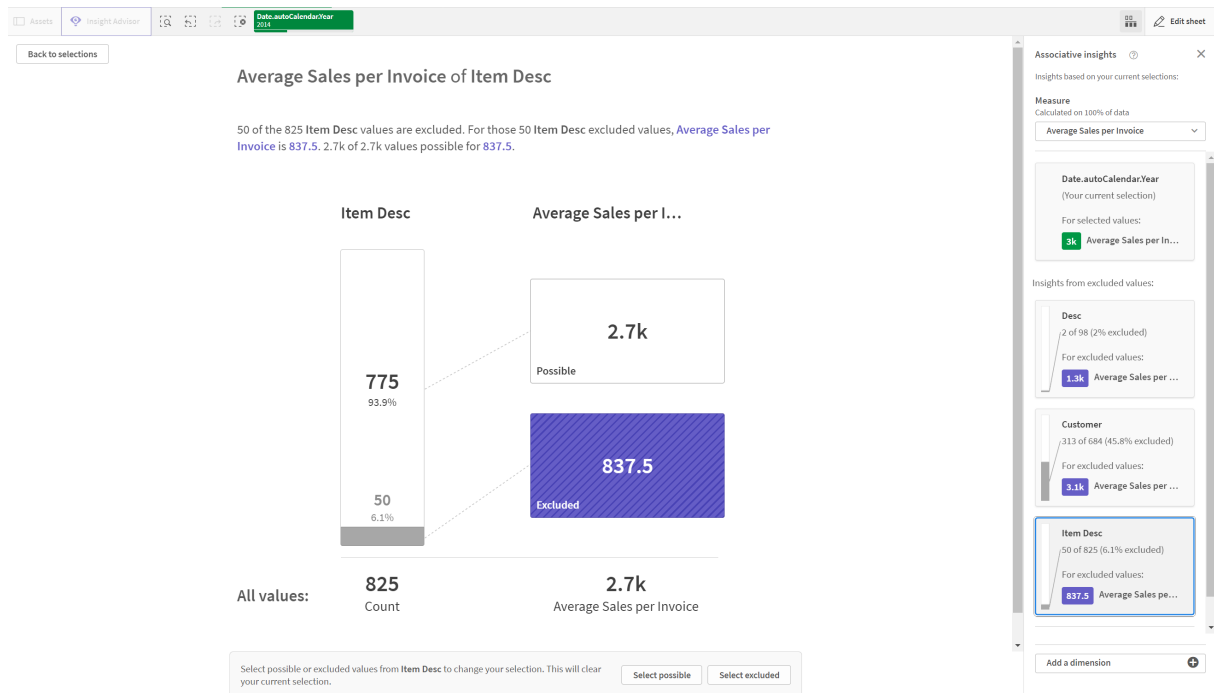 Assets
Insight Advisor
Date.autoCalendar.Year
2014
Edit sheet
Back to selections
Average Sales per Invoice of Item Desc
50 of the 825 Item Desc values are excluded. For those 50 Item Desc excluded values, Average Sales per
Invoice is 837.5. 2.7k of 2.7k values possible for 837.5.
Item Desc
Average Sales per I...
775
93.9%
50
6.1%
2.7k
Possible
837.5
Excluded
All values:
825
Count
2.7k
Average Sales per Invoice
Select possible or excluded values from Item Desc to change your selection. This will clear
your current selection.
Select possible
Select excluded
Associative insights
Insights based on your current selections:
Measure
Calculated on 100% of data
Average Sales per Invoice
Date.autoCalendar.Year
(Your current selection)
For selected values:
3k Average Sales per In...
Insights from excluded values:
Desc
2 of 98 (2% excluded)
For excluded values:
1.3k Average Sales per ...
Customer
313 of 684 (45.8% excluded)
For excluded values:
3.1k Average Sales per ...
Item Desc
50 of 825 (6.1% excluded)
For excluded values:
837.5 Average Sales pe...
Add a dimension